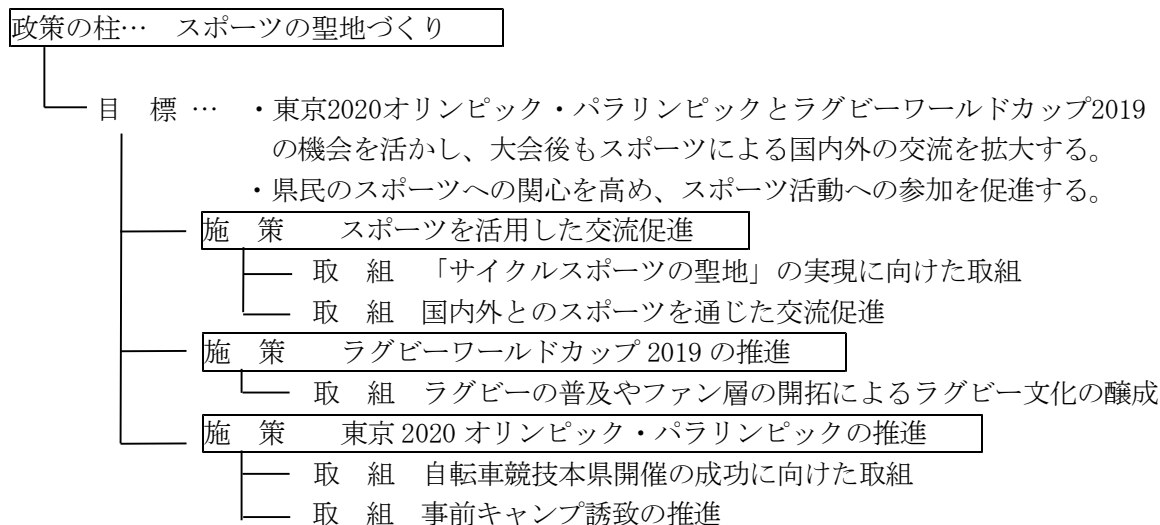 政策の柱… スポーツの聖地づくり
目 標 … ・東京2020オリンピック・パラリンピックとラグビーワールドカップ2019
の機会を活かし、大会後もスポーツによる国内外の交流を拡大する。
・県民のスポーツへの関心を高め、スポーツ活動への参加を促進する。
施 策 スポーツを活用した交流促進
取 組 「サイクルスポーツの聖地」の実現に向けた取組
取 組 国内外とのスポーツを通じた交流促進
施 策 ラグビーワールドカップ 2019 の推進
取 組 ラグビーの普及やファン層の開拓によるラグビー文化の醸成
施 策 東京 2020 オリンピック・パラリンピックの推進
取 組 自転車競技本県開催の成功に向けた取組
取 組 事前キャンプ誘致の推進